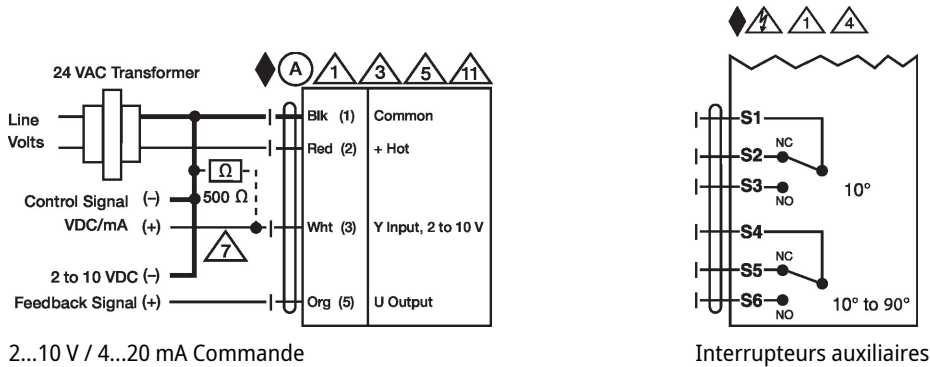 24 VAC Transformer
A 1 3 5 11
Line
Volts
Blk (1) Common
Red (2) + Hot
Ω
500 Ω
Control Signal (–)
VDC/mA (+)
Wht (3) Y Input, 2 to 10 V
7
2 to 10 VDC (–)
Feedback Signal (+)
Org (5) U Output
2...10 V / 4...20 mA Commande
1 4
S1
NC
S2
S3
NO
10°
S4
NC
S5
S6
NO
10° to 90°
Interrupteurs auxiliaires